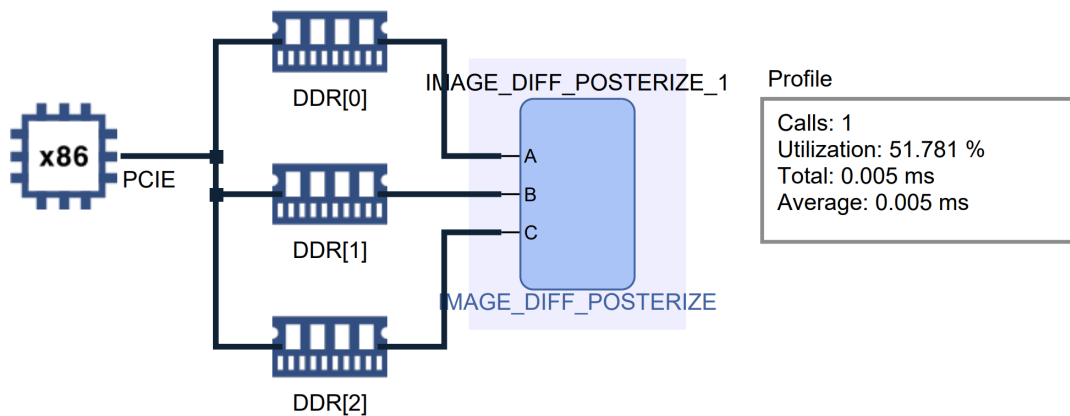 x86
PCIE
DDR[0]
DDR[1]
DDR[2]
IMAGE_DIFF_POSTERIZE_1
A
B
C
IMAGE_DIFF_POSTERIZE
Profile
Calls: 1
Utilization: 51.781 %
Total: 0.005 ms
Average: 0.005 ms